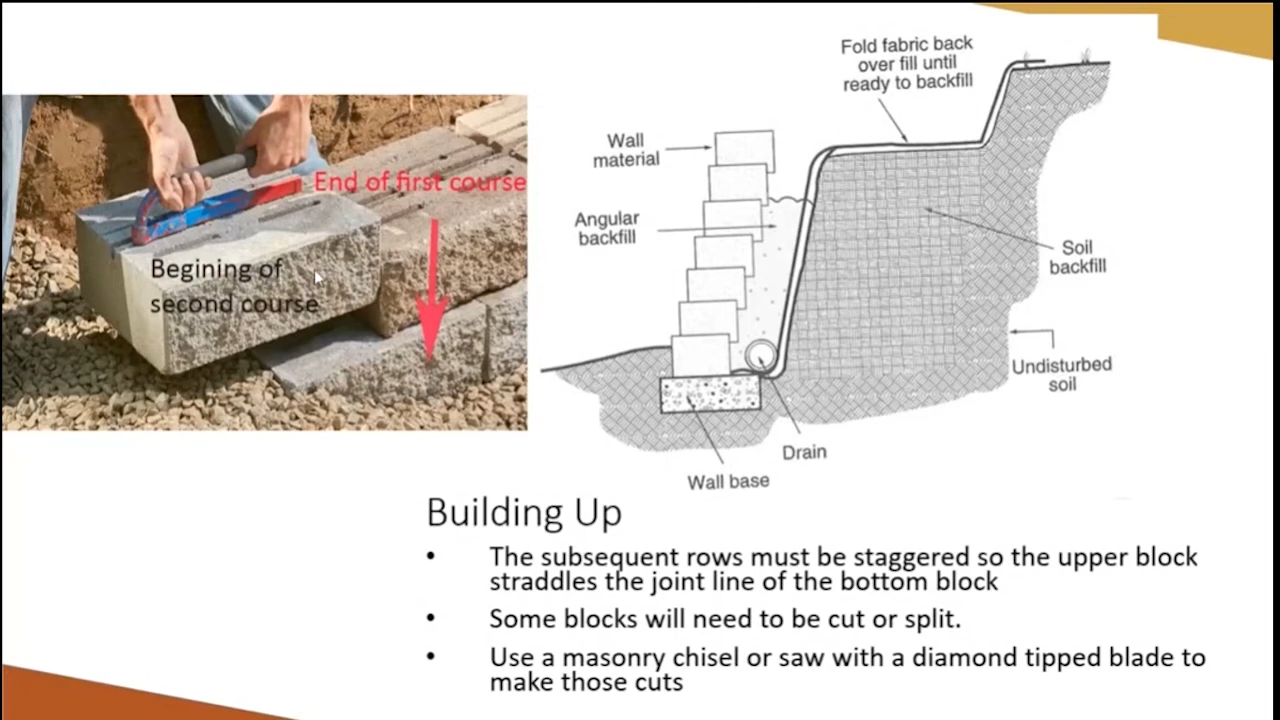 End of first course
Begining of
second course
Fold fabric back
over fill until
ready to backfill
Wall
material
Angular
backfill
Soil
backfill
Undisturbed
soil
Drain
Wall base
Building Up
• The subsequent rows must be staggered so the upper block
straddles the joint line of the bottom block
• Some blocks will need to be cut or split.
• Use a masonry chisel or saw with a diamond tipped blade to
make those cuts